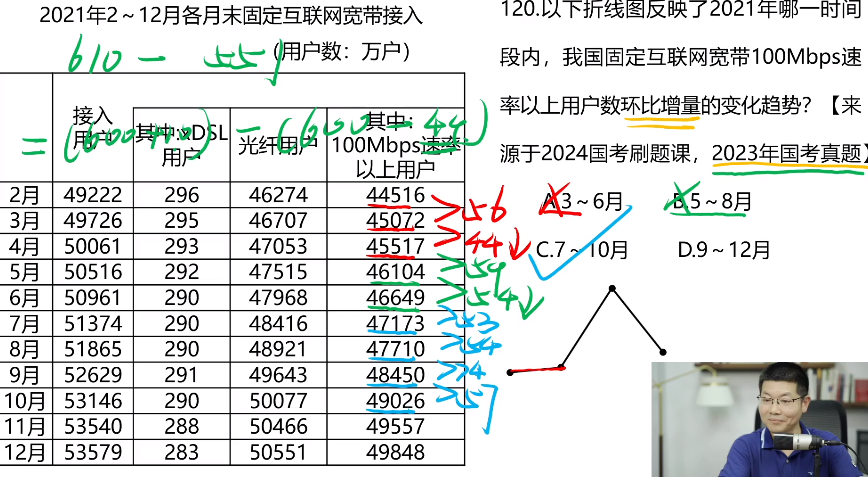 2021年2～12月各月末固定互联网宽带接入
(用户数：万户)
610 - 551
= (600+10) - (600-49)
接入用户
其中:xDSL用户
光纤用户
其中:100Mbps速率以上用户
2月 49222 296 46274 44516
3月 49726 295 46707 45072
4月 50061 293 47053 45517
5月 50516 292 47515 46104
6月 50961 290 47968 46649
7月 51374 290 48416 47173
8月 51865 290 48921 47710
9月 52629 291 49643 48450
10月 53146 290 50077 49026
11月 53540 288 50466 49557
12月 53579 283 50551 49848
>56
>44↓
>59
>54↓
>53
>54
>74
>57
120.以下折线图反映了2021年哪一时间
段内，我国固定互联网宽带100Mbps速
率以上用户数环比增量的变化趋势？【来
源于2024国考刷题课，2023年国考真题】
A.3～6月 B.5～8月
C.7～10月 D.9～12月